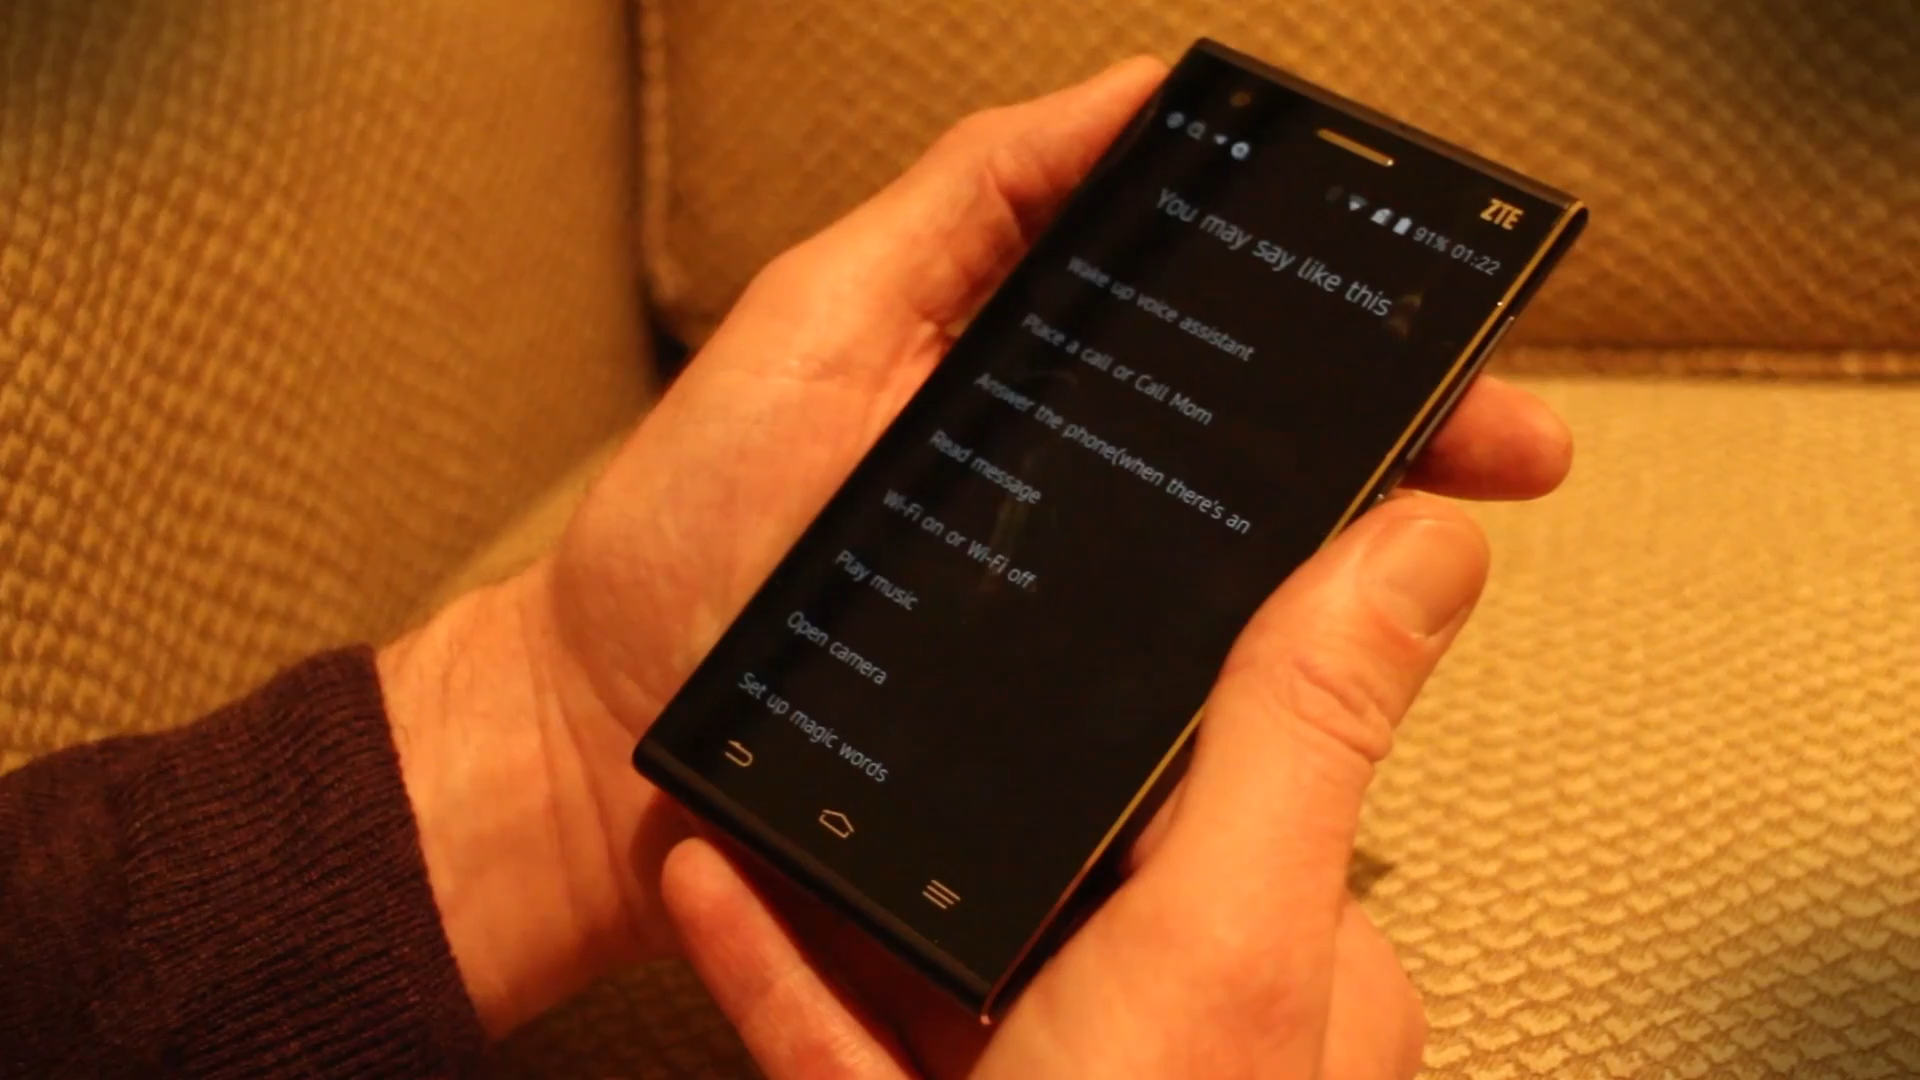 ZTE
91% 01:22
You may say like this
Wake up voice assistant
Place a call or Call Mom
Answer the phone(when there's an
Read message
Wi-Fi on or Wi-Fi off
Play music
Open camera
Set up magic words